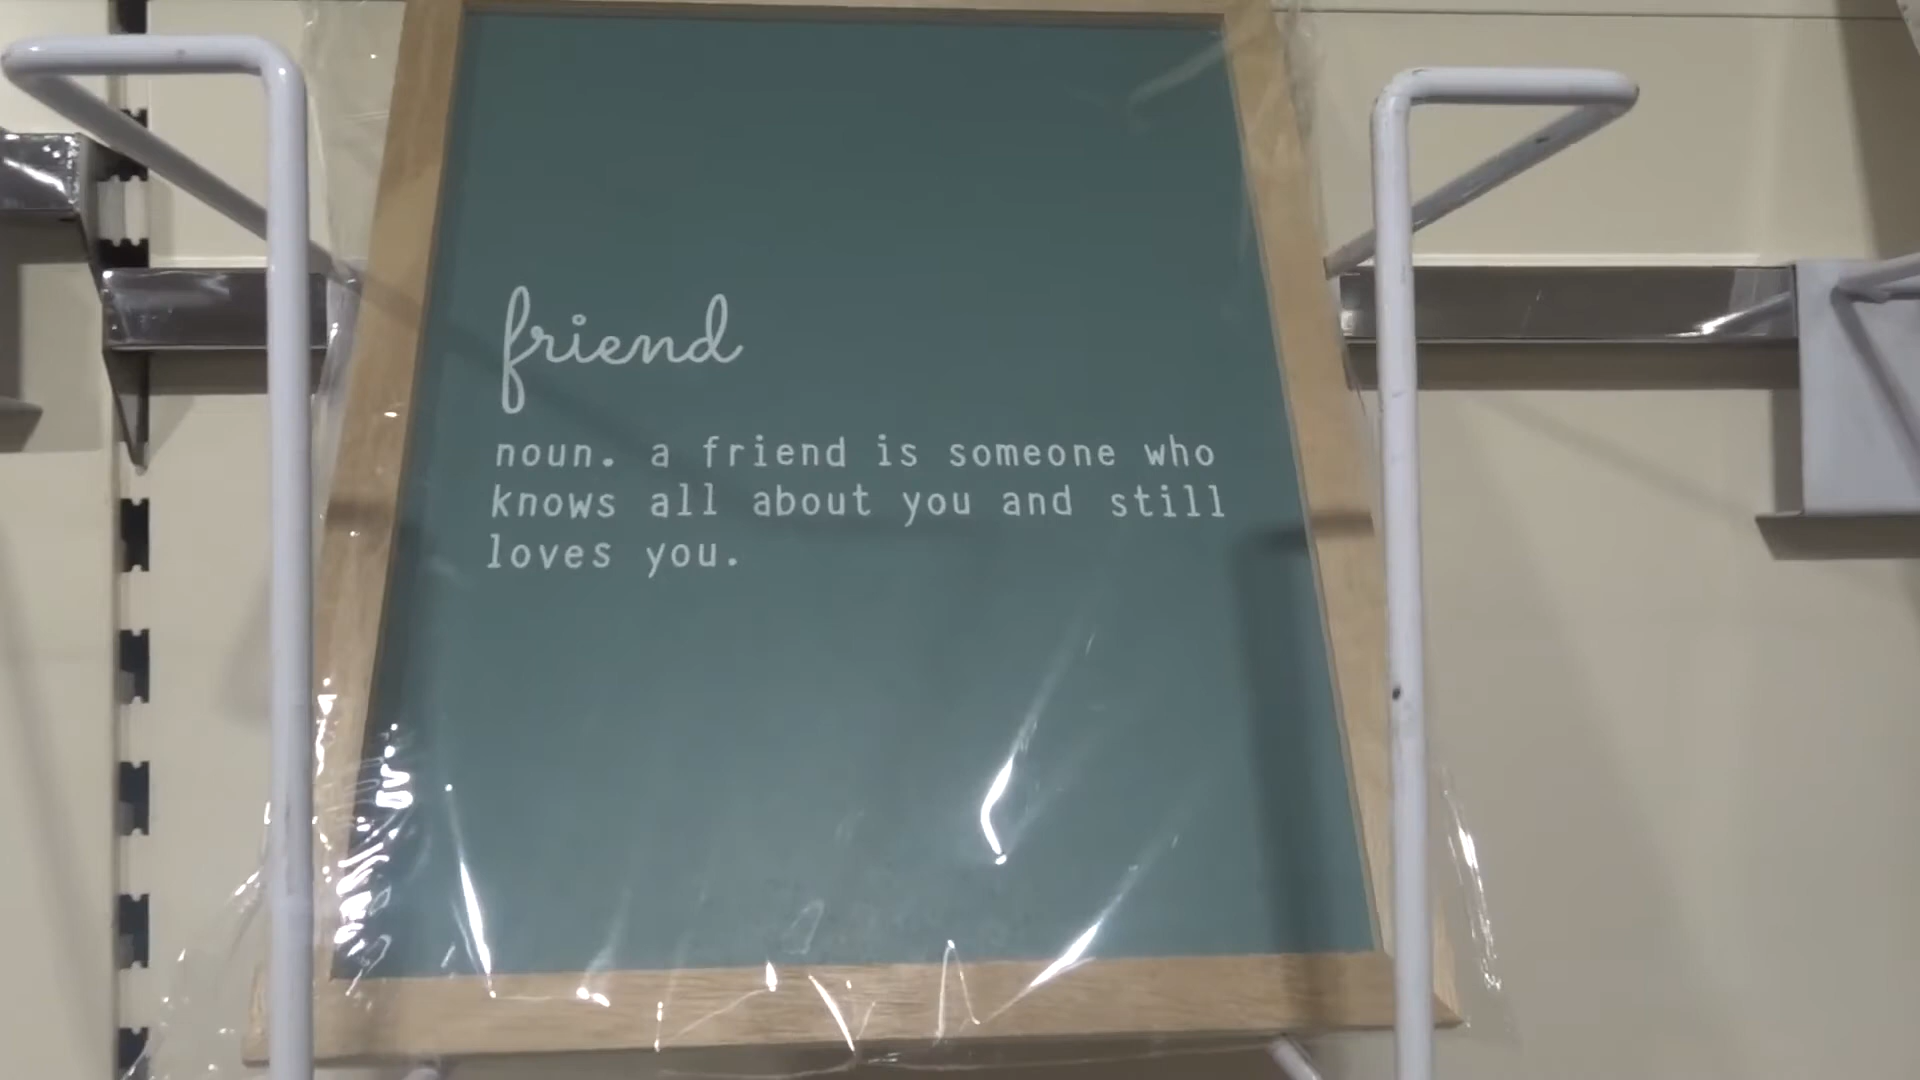 friend
noun. a friend is someone who
knows all about you and still
loves you.